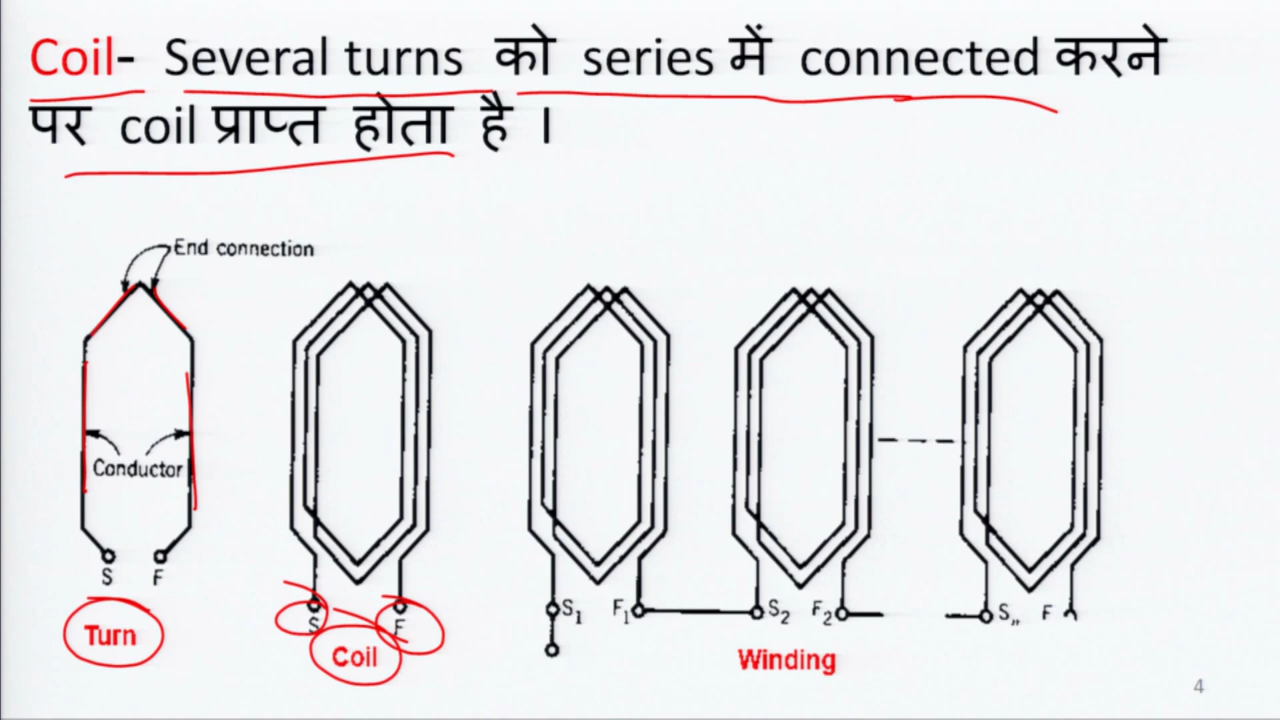 Coil- Several turns को series में connected करने
पर coil प्राप्त होता है ।
End connection
Conductor
S F
S F
S₁ F₁ S₂ F₂ Sₙ F
Turn
Coil
Winding
4